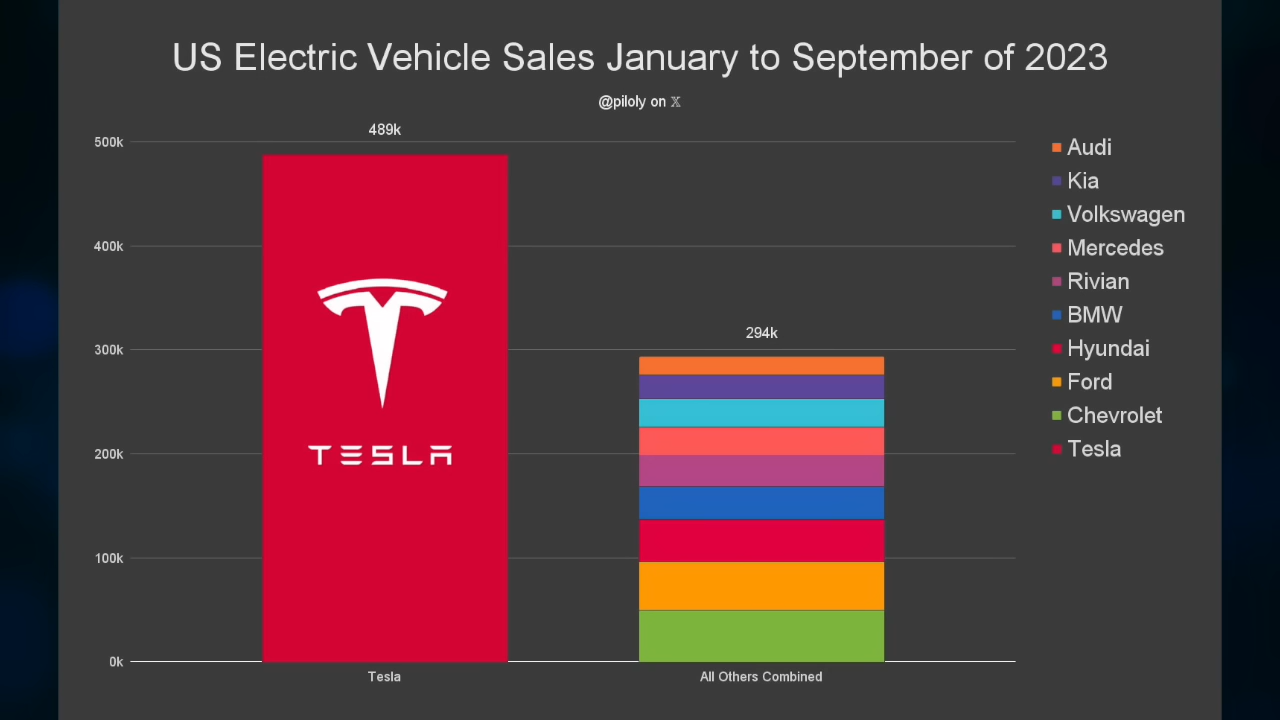 US Electric Vehicle Sales January to September of 2023
@piloly on 𝕏
489k
500k
400k
300k
200k
100k
0k
TESLA
294k
Tesla
All Others Combined
Audi
Kia
Volkswagen
Mercedes
Rivian
BMW
Hyundai
Ford
Chevrolet
Tesla